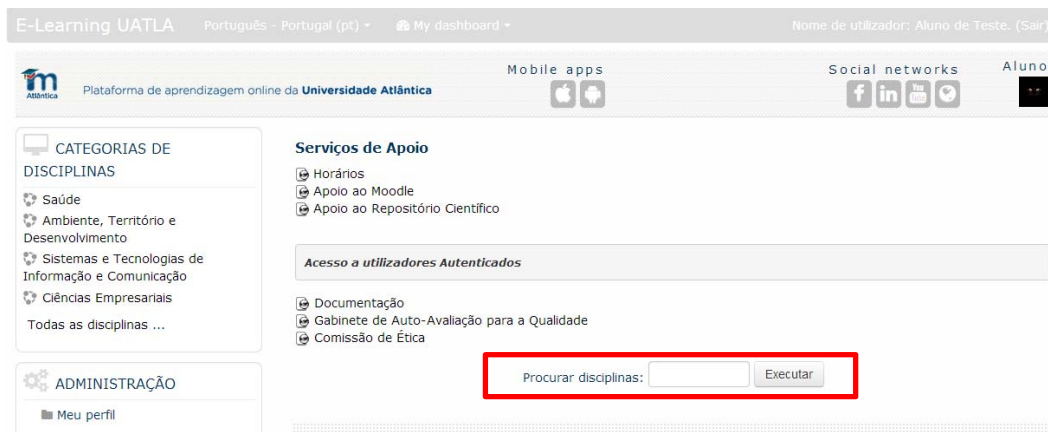 E-Learning UATLA Português - Portugal (pt) My dashboard Nome de utilizador: Aluno de Teste. (Sair)
Atlântica
Plataforma de aprendizagem online da Universidade Atlântica
Mobile apps
Social networks
Aluno
CATEGORIAS DE
DISCIPLINAS
Saúde
Ambiente, Território e
Desenvolvimento
Sistemas e Tecnologias de
Informação e Comunicação
Ciências Empresariais
Todas as disciplinas ...
ADMINISTRAÇÃO
Meu perfil
Serviços de Apoio
Horários
Apoio ao Moodle
Apoio ao Repositório Científico
Acesso a utilizadores Autenticados
Documentação
Gabinete de Auto-Avaliação para a Qualidade
Comissão de Ética
Procurar disciplinas: Executar